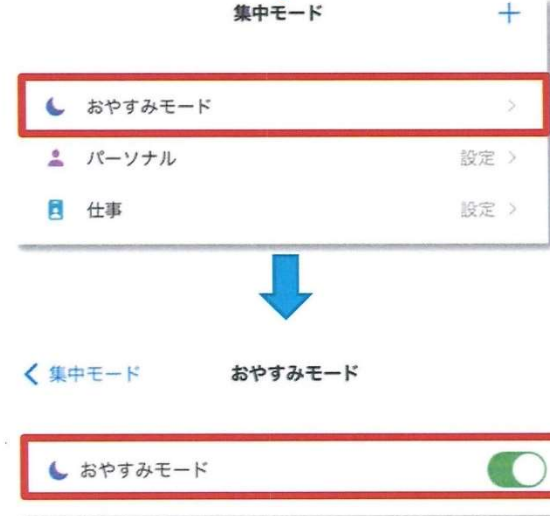 集中モード
おやすみモード
パーソナル 設定
仕事 設定
集中モード おやすみモード
おやすみモード